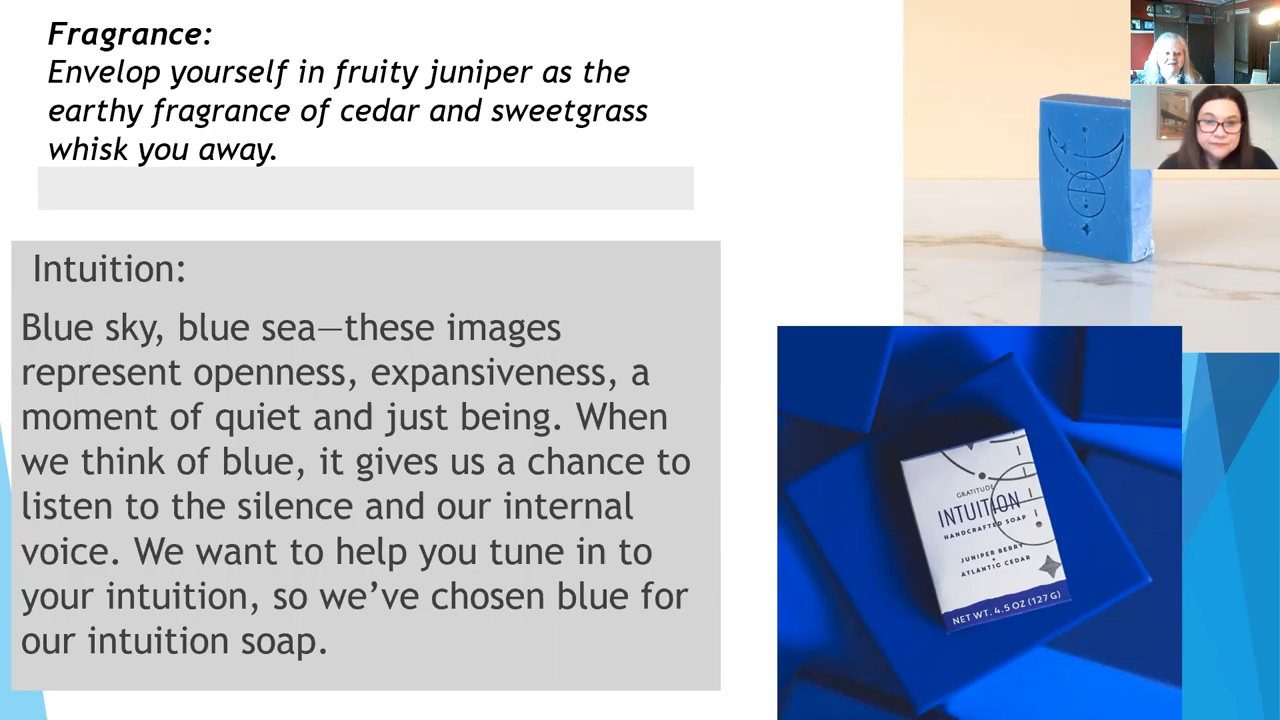 Fragrance:
Envelop yourself in fruity juniper as the
earthy fragrance of cedar and sweetgrass
whisk you away.
Intuition:
Blue sky, blue sea—these images
represent openness, expansiveness, a
moment of quiet and just being. When
we think of blue, it gives us a chance to
listen to the silence and our internal
voice. We want to help you tune in to
your intuition, so we’ve chosen blue for
our intuition soap.
GRATITUDE
INTUITION
HANDCRAFTED SOAP
JUNIPER BERRY
+
ATLANTIC CEDAR
NET WT. 4.5 OZ (127 G)